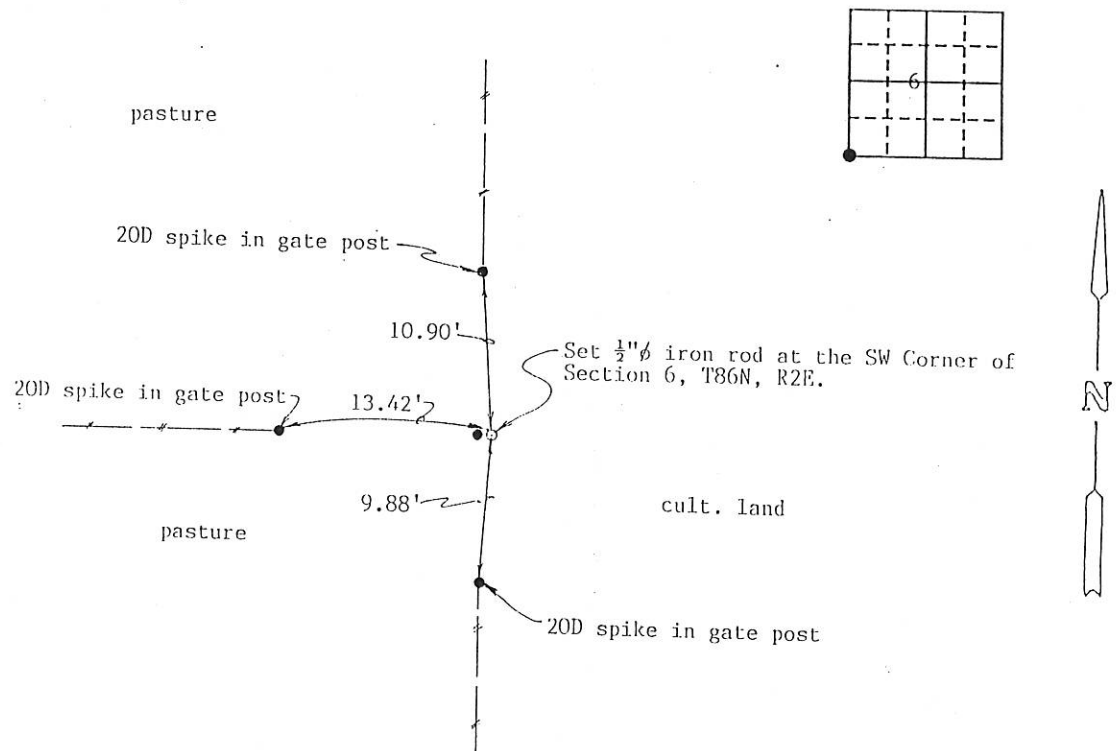 6
pasture
20D spike in gate post
10.90'
Set ½"ϕ iron rod at the SW Corner of
Section 6, T86N, R2E.
20D spike in gate post
13.42'
N
9.88'
cult. land
pasture
20D spike in gate post